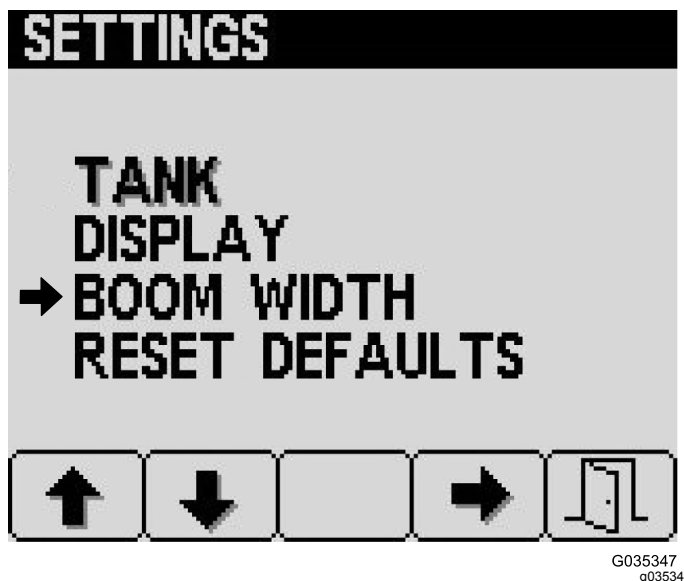 SETTINGS
TANK
DISPLAY
BOOM WIDTH
RESET DEFAULTS
G035347
g03534